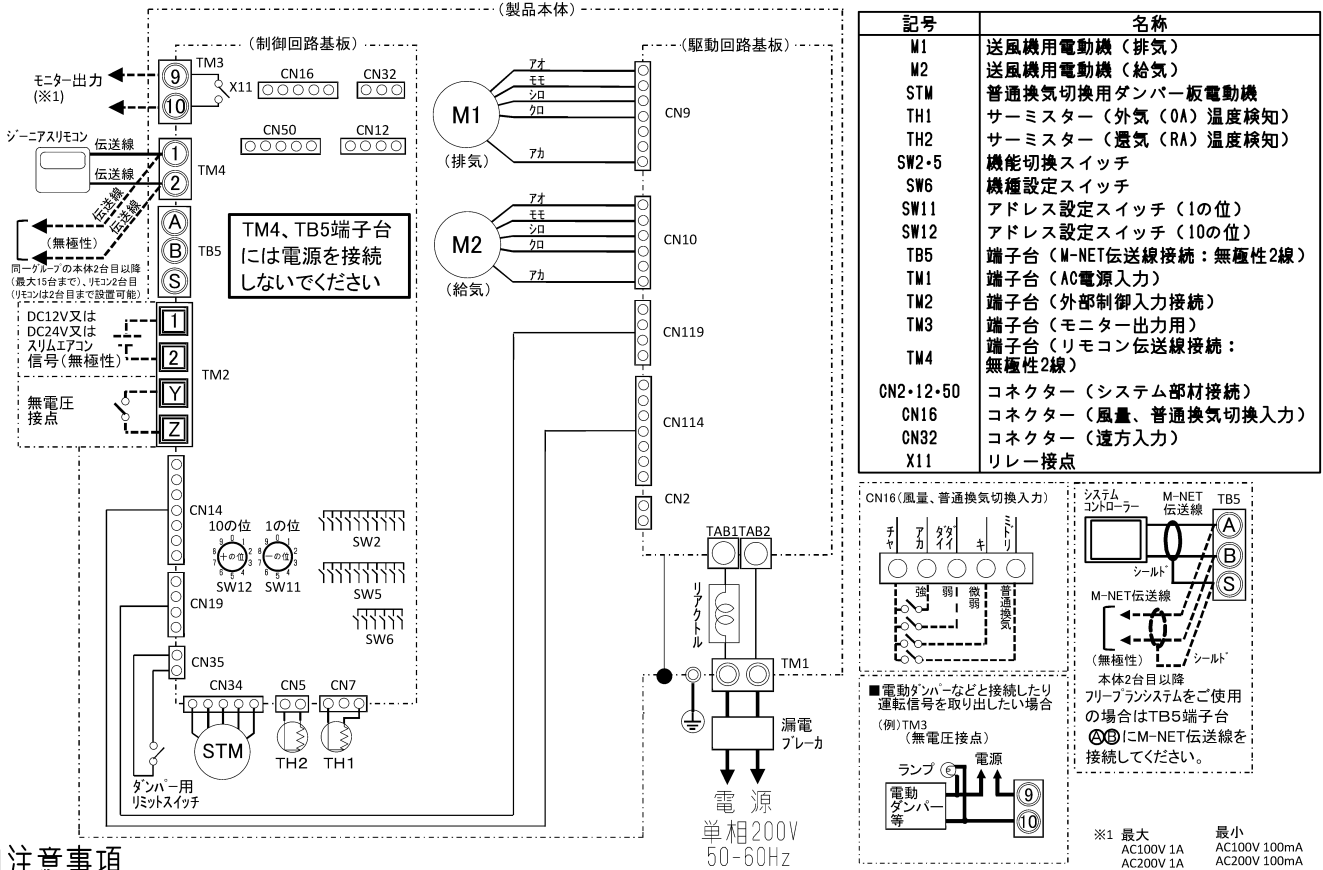 (製品本体)
(制御回路基板)
(駆動回路基板)
モニター出力
(※1)
9
10
TM3
X11
CN16
CN32
CN50
CN12
ジーニアスリモコン
伝送線
伝送線
1
2
TM4
伝送線
伝送線
(無極性)
同一グループの本体2台目以降
(最大15台まで)、リモコン2台目
(リモコンは2台目まで設置可能)
A
B
S
TB5
TM4、TB5端子台
には電源を接続
しないでください
DC12V又は
DC24V又は
スリムエアコン
信号(無極性)
1
2
TM2
無電圧
接点
Y
Z
CN14
10の位
1の位
十の位
一の位
SW12
SW11
SW2
SW5
SW6
CN19
CN35
CN34
CN5
CN7
STM
TH2
TH1
ダンパー用
リミットスイッチ
M1
(排気)
アオ
モモ
シロ
クロ
アカ
CN9
M2
(給気)
アオ
モモ
シロ
クロ
アカ
CN10
CN119
CN114
CN2
TAB1
TAB2
リアクトル
TM1
漏電
ブレーカ
電 源
単相200V
50-60Hz
記号 名称
M1 送風機用電動機(排気)
M2 送風機用電動機(給気)
STM 普通換気切換用ダンパー板電動機
TH1 サーミスター(外気(OA)温度検知)
TH2 サーミスター(還気(RA)温度検知)
SW2・5 機能切換スイッチ
SW6 機種設定スイッチ
SW11 アドレス設定スイッチ(1の位)
SW12 アドレス設定スイッチ(10の位)
TB5 端子台(M-NET伝送線接続:無極性2線)
TM1 端子台(AC電源入力)
TM2 端子台(外部制御入力接続)
TM3 端子台(モニター出力用)
TM4 端子台(リモコン伝送線接続:
無極性2線)
CN2・12・50 コネクター(システム部材接続)
CN16 コネクター(風量、普通換気切換入力)
CN32 コネクター(遠方入力)
X11 リレー接点
CN16(風量、普通換気切換入力)
チャ
アカ
ダイダイ
キ
ミドリ
強
弱
微弱
普通換気
■電動ダンパーなどと接続したり
運転信号を取り出したい場合
(例)TM3
(無電圧接点)
ランプ
電源
電動
ダンパー
等
9
10
システム
コントローラー
M-NET
伝送線
TB5
A
B
S
シールド
M-NET伝送線
(無極性)
シールド
本体2台目以降
フリープランシステムをご使用
の場合はTB5端子台
ⒶⒷにM-NET伝送線を
接続してください。
※1 最大 最小
AC100V 1A AC100V 100mA
AC200V 1A AC200V 100mA
注意事項